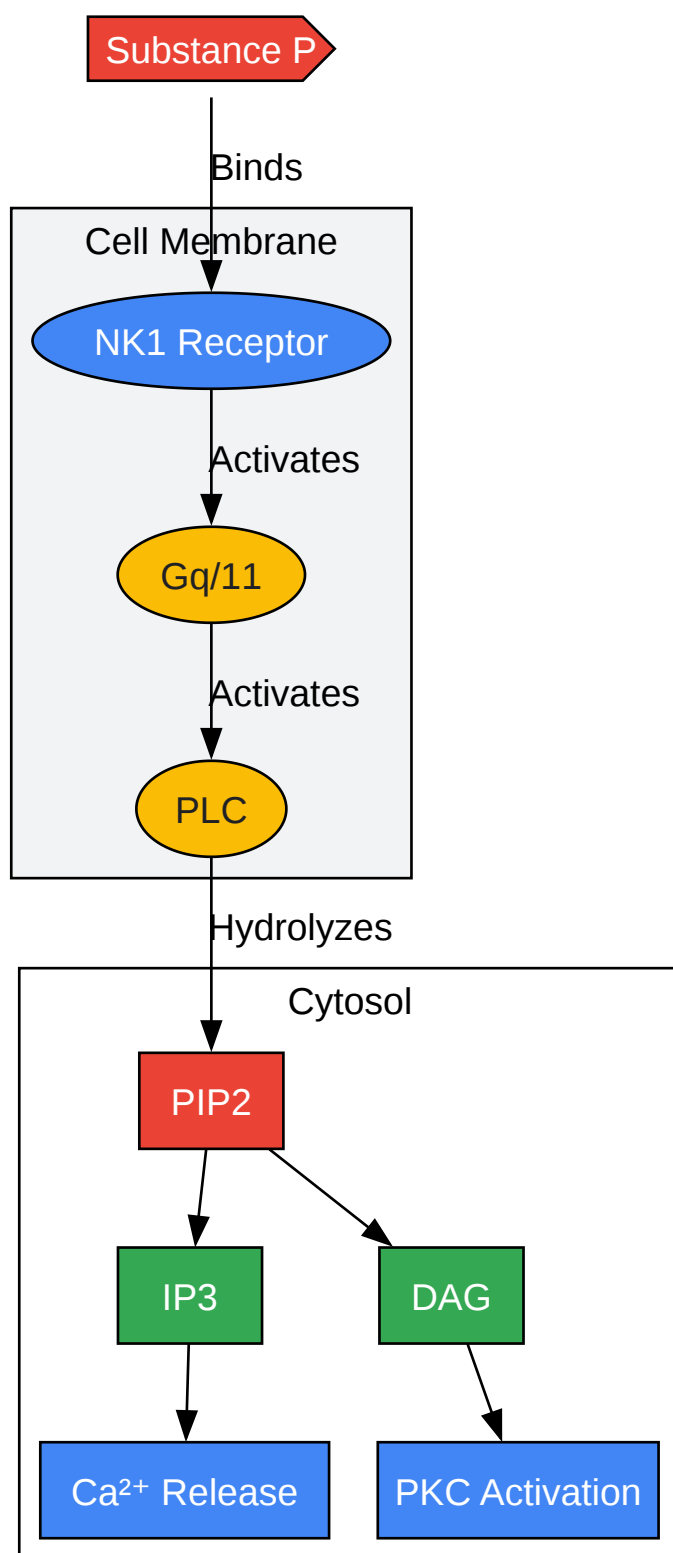 Substance P
Binds
Cell Membrane
NK1 Receptor
Activates
Gq/11
Activates
PLC
Hydrolyzes
Cytosol
PIP2
IP3
DAG
Ca²⁺ Release
PKC Activation